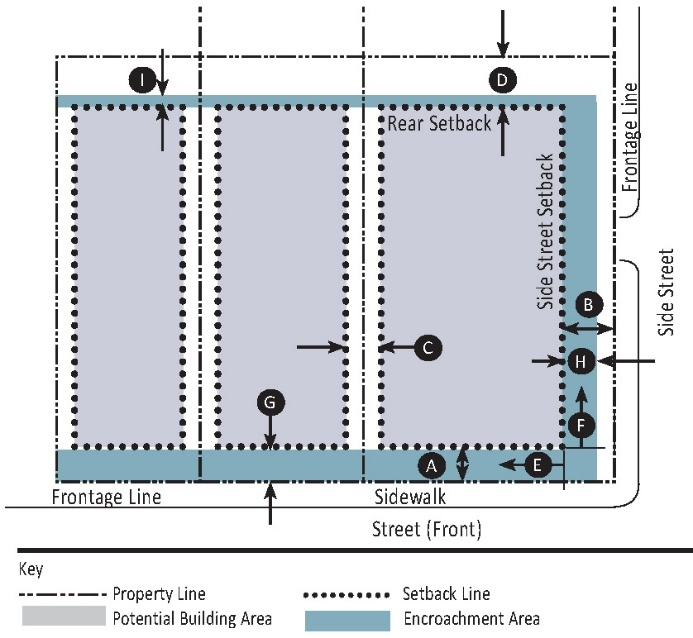 I
D
Rear Setback
Frontage Line
Side Street Setback
Side Street
B
C
H
G
F
A
E
Frontage Line
Sidewalk
Street (Front)
Key
Property Line
Setback Line
Potential Building Area
Encroachment Area